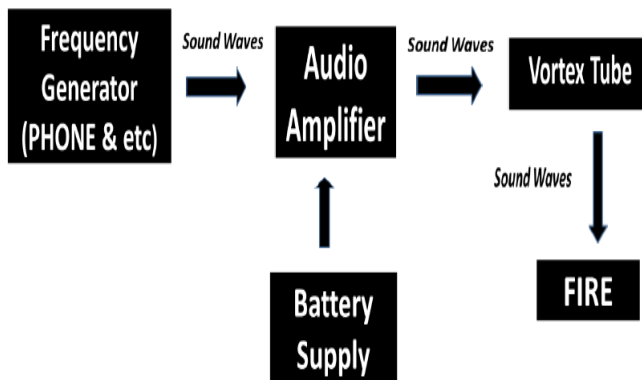 Frequency
Generator
(PHONE & etc)
Sound Waves
Audio
Amplifier
Sound Waves
Vortex Tube
Sound Waves
FIRE
Battery
Supply